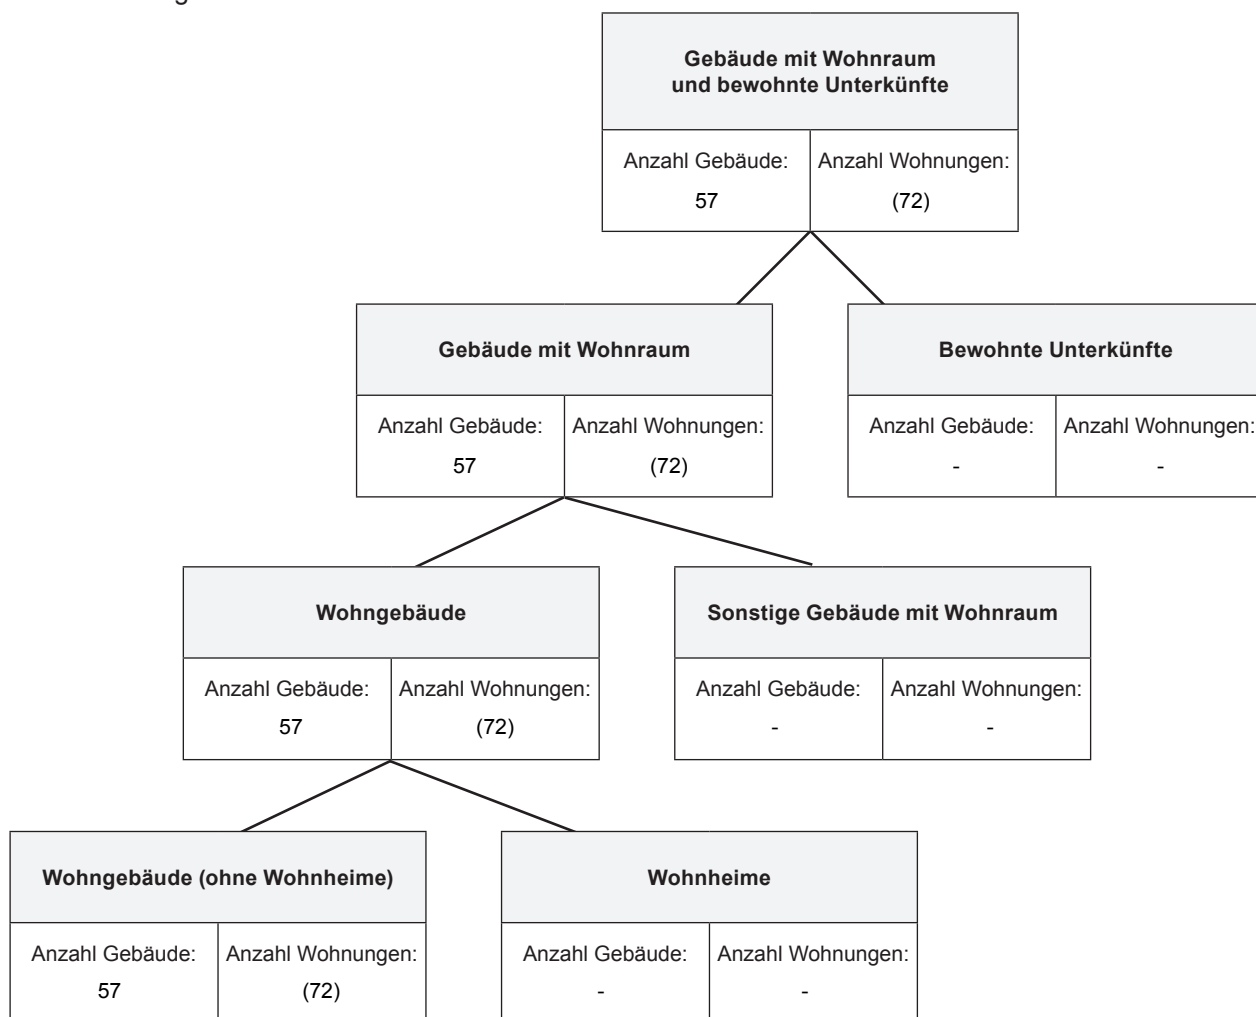 Gebäude mit Wohnraum
und bewohnte Unterkünfte
Anzahl Gebäude: Anzahl Wohnungen:
57 (72)
Gebäude mit Wohnraum
Bewohnte Unterkünfte
Anzahl Gebäude: Anzahl Wohnungen:
57 (72)
Anzahl Gebäude: Anzahl Wohnungen:
- -
Wohngebäude
Sonstige Gebäude mit Wohnraum
Anzahl Gebäude: Anzahl Wohnungen:
57 (72)
Anzahl Gebäude: Anzahl Wohnungen:
- -
Wohngebäude (ohne Wohnheime)
Wohnheime
Anzahl Gebäude: Anzahl Wohnungen:
57 (72)
Anzahl Gebäude: Anzahl Wohnungen:
- -